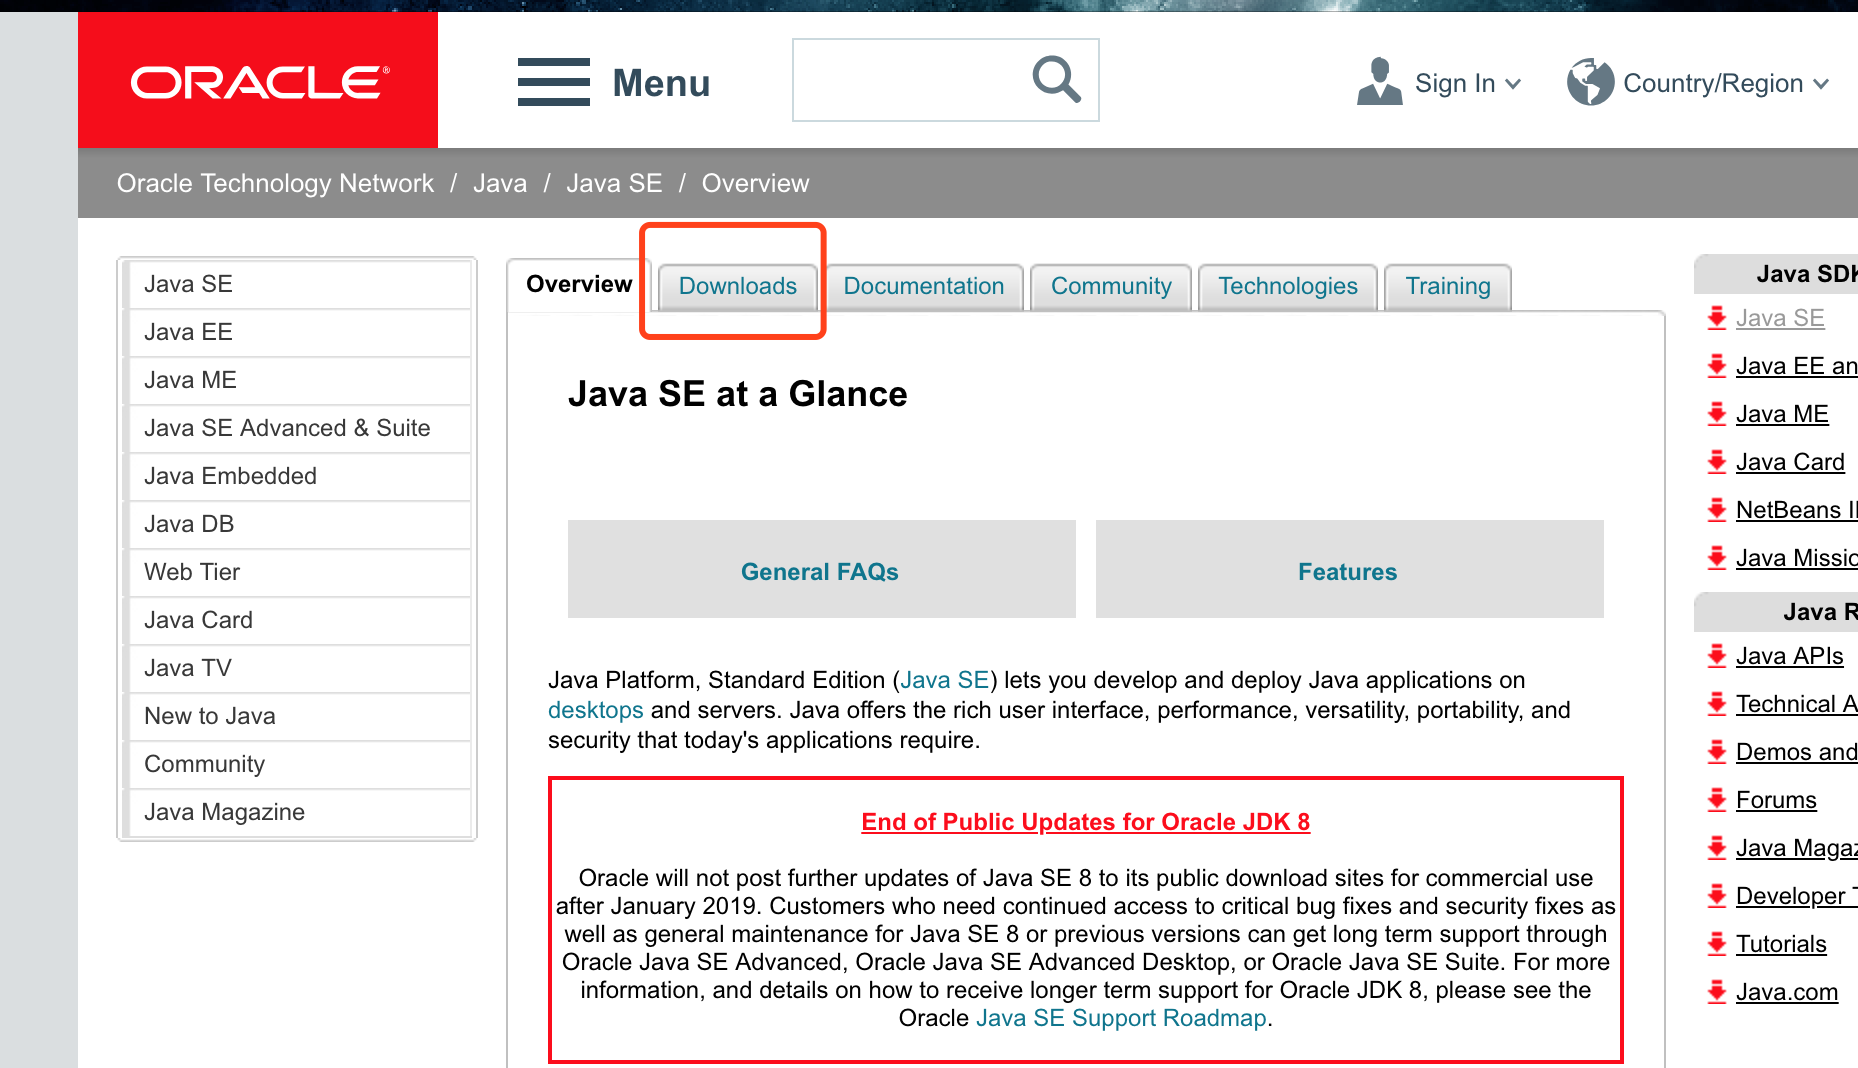 ORACLE®
Menu
Sign In
Country/Region
Oracle Technology Network / Java / Java SE / Overview
Java SE
Java EE
Java ME
Java SE Advanced & Suite
Java Embedded
Java DB
Web Tier
Java Card
Java TV
New to Java
Community
Java Magazine
Overview
Downloads
Documentation
Community
Technologies
Training
Java SE at a Glance
General FAQs
Features
Java Platform, Standard Edition (Java SE) lets you develop and deploy Java applications on
desktops and servers. Java offers the rich user interface, performance, versatility, portability, and
security that today's applications require.
End of Public Updates for Oracle JDK 8
Oracle will not post further updates of Java SE 8 to its public download sites for commercial use
after January 2019. Customers who need continued access to critical bug fixes and security fixes as
well as general maintenance for Java SE 8 or previous versions can get long term support through
Oracle Java SE Advanced, Oracle Java SE Advanced Desktop, or Oracle Java SE Suite. For more
information, and details on how to receive longer term support for Oracle JDK 8, please see the
Oracle Java SE Support Roadmap.
Java SDK
Java SE
Java EE an
Java ME
Java Card
NetBeans
Java Missio
Java R
Java APIs
Technical A
Demos and
Forums
Java Magaz
Developer T
Tutorials
Java.com